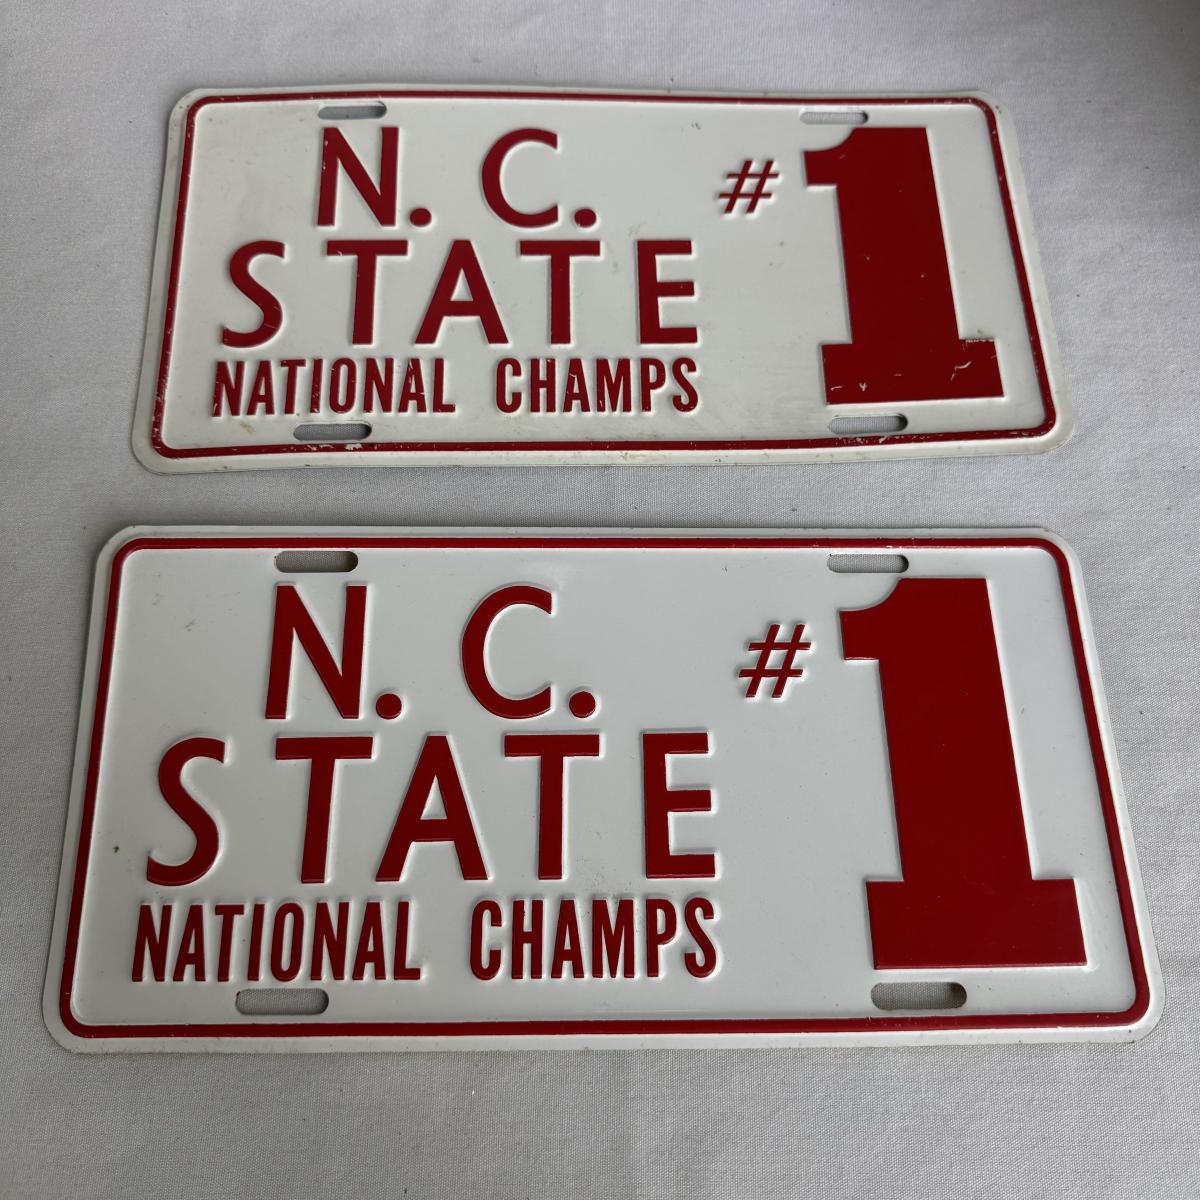 N. C.
STATE
NATIONAL CHAMPS
#1
N. C.
STATE
NATIONAL CHAMPS
#1